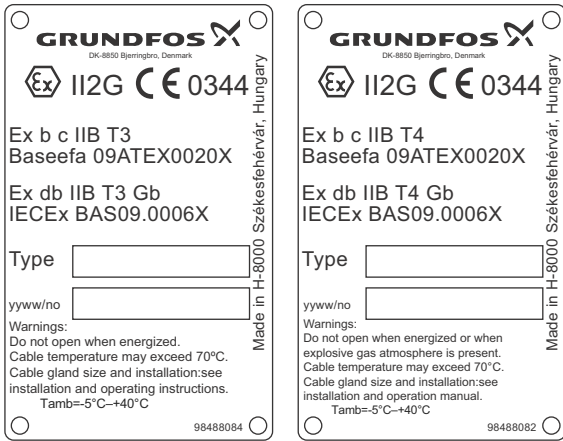 GRUNDFOS
DK-8850 Bjerringbro, Denmark
Ex II2G CE 0344
Ex b c IIB T3
Baseefa 09ATEX0020X
Ex db IIB T3 Gb
IECEx BAS09.0006X
Type
yyww/no
Warnings:
Do not open when energized.
Cable temperature may exceed 70ºC.
Cable gland size and installation:see
installation and operating instructions.
Tamb=-5°C–+40°C
98488084
Made in H-8000 Székesfehérvár, Hungary
GRUNDFOS
DK-8850 Bjerringbro, Denmark
Ex II2G CE 0344
Ex b c IIB T4
Baseefa 09ATEX0020X
Ex db IIB T4 Gb
IECEx BAS09.0006X
Type
yyww/no
Warnings:
Do not open when energized or when
explosive gas atmosphere is present.
Cable temperature may exceed 70°C.
Cable gland size and installation:see
installation and operation manual.
Tamb=-5°C–+40°C
98488082
Made in H-8000 Székesfehérvár, Hungary